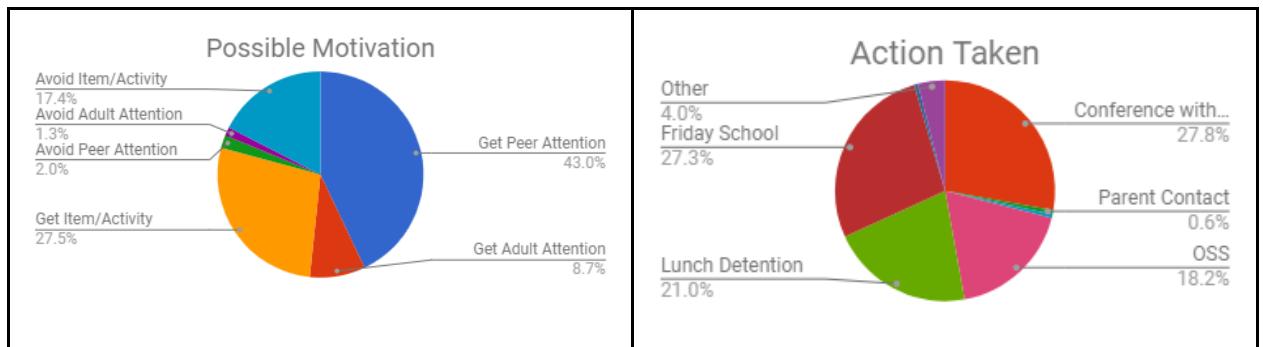 Possible Motivation
Avoid Item/Activity
17.4%
Avoid Adult Attention
1.3%
Avoid Peer Attention
2.0%
Get Item/Activity
27.5%
Get Peer Attention
43.0%
Get Adult Attention
8.7%
Action Taken
Other
4.0%
Friday School
27.3%
Lunch Detention
21.0%
Conference with...
27.8%
Parent Contact
0.6%
OSS
18.2%